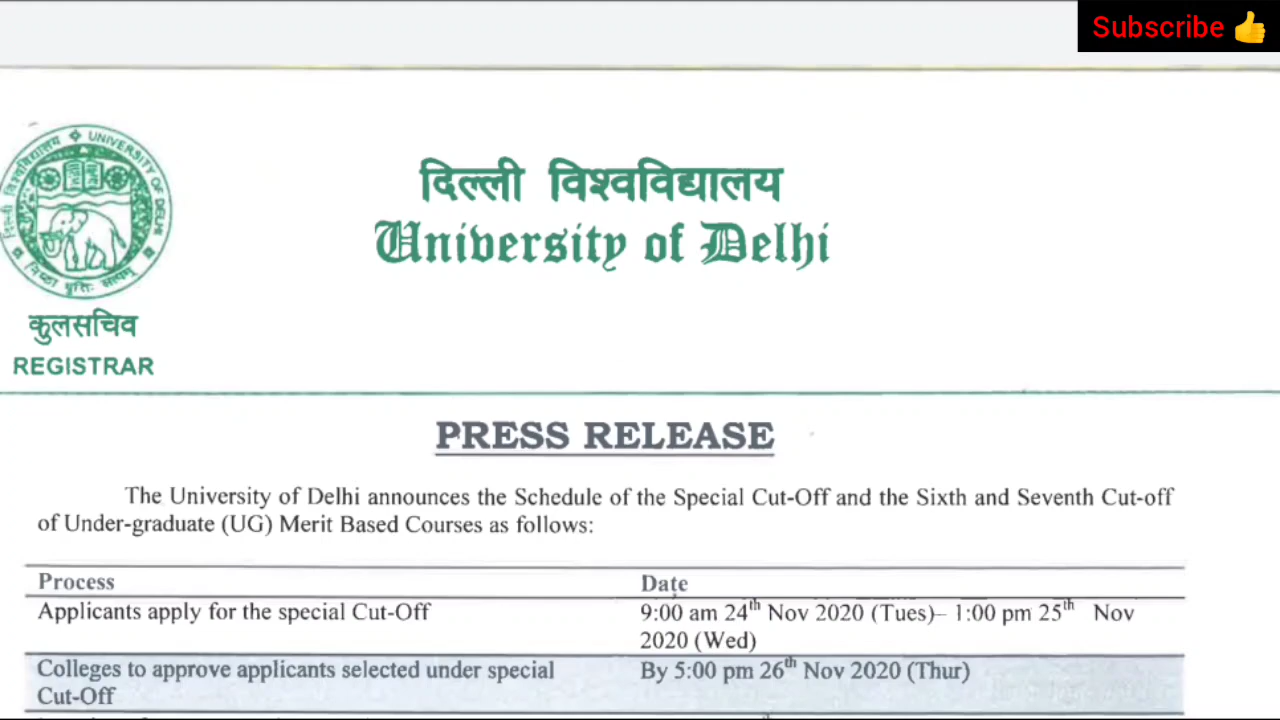 Subscribe 👍
दिल्ली विश्वविद्यालय
University of Delhi
UNIVERSITY OF DELHI
कुलसचिव
REGISTRAR
PRESS RELEASE
The University of Delhi announces the Schedule of the Special Cut-Off and the Sixth and Seventh Cut-off
of Under-graduate (UG) Merit Based Courses as follows:
Process Date
Applicants apply for the special Cut-Off 9:00 am 24th Nov 2020 (Tues)– 1:00 pm 25th Nov
2020 (Wed)
Colleges to approve applicants selected under special By 5:00 pm 26th Nov 2020 (Thur)
Cut-Off